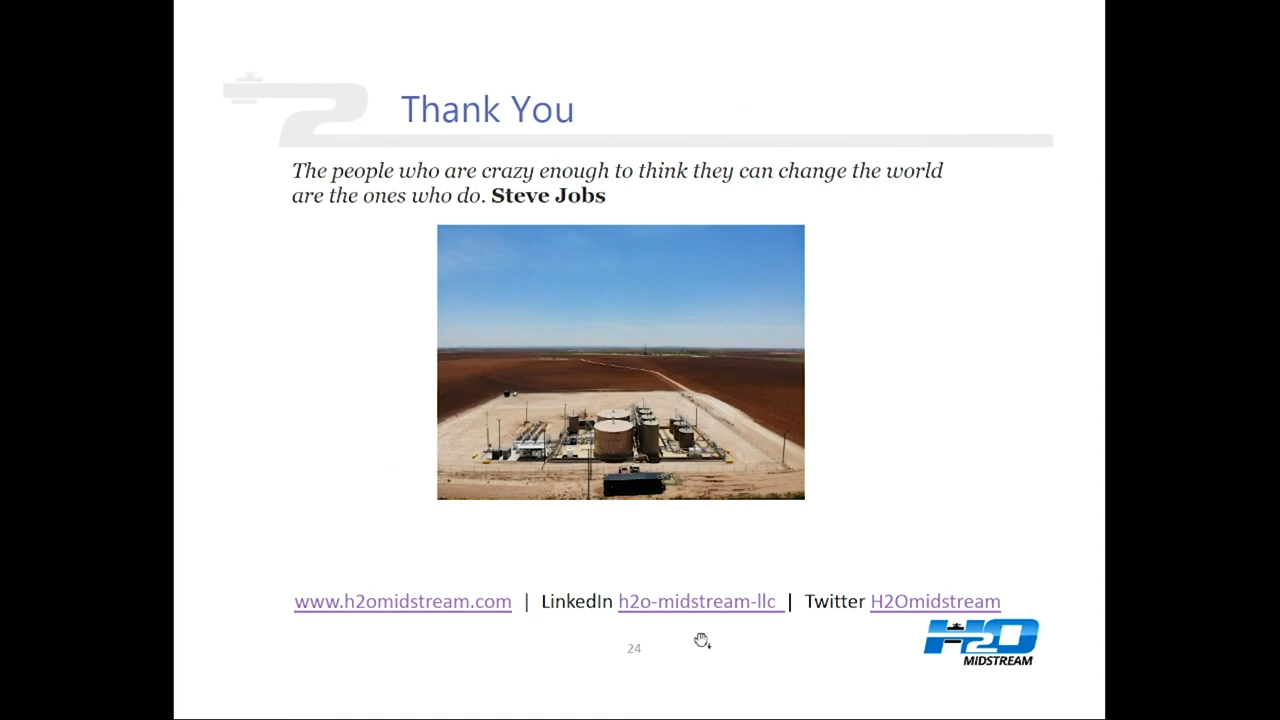 Thank You
The people who are crazy enough to think they can change the world
are the ones who do. Steve Jobs
www.h2omidstream.com | LinkedIn h2o-midstream-llc | Twitter H2Omidstream
24
H2O
MIDSTREAM